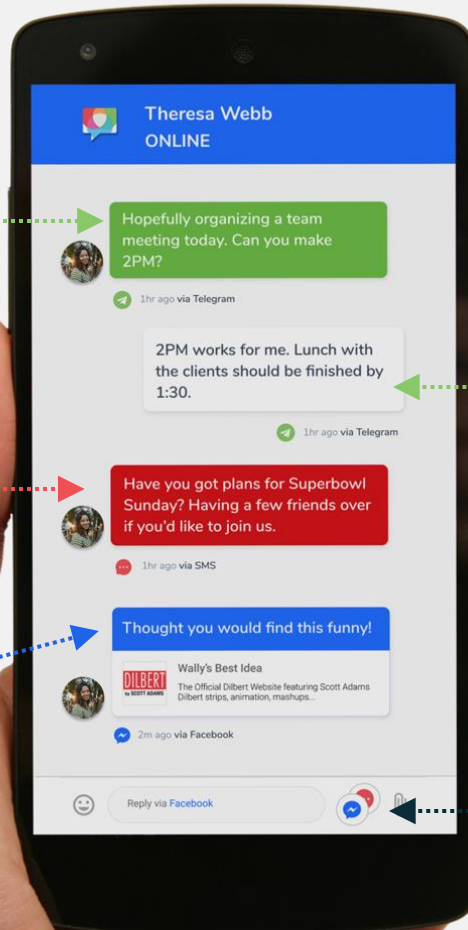 Theresa Webb
ONLINE
Hopefully organizing a team
meeting today. Can you make
2PM?
1hr ago via Telegram
2PM works for me. Lunch with
the clients should be finished by
1:30.
1hr ago via Telegram
Have you got plans for Superbowl
Sunday? Having a few friends over
if you'd like to join us.
1hr ago via SMS
Thought you would find this funny!
DILBERT
by SCOTT ADAMS
Wally's Best Idea
The Official Dilbert Website featuring Scott Adams
Dilbert strips, animation, mashups...
2m ago via Facebook
Reply via Facebook